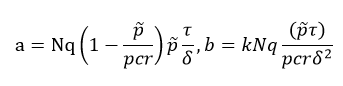 a = Nq (1 − p̃/pcr) p̃ τ/δ, b = kNq (p̃τ)/pcrδ²